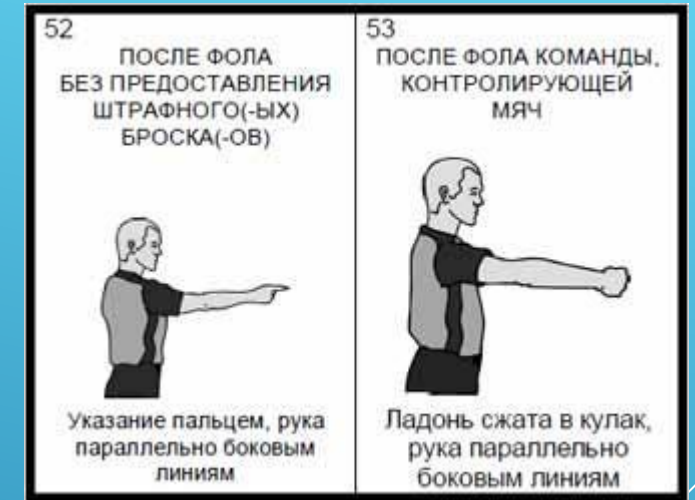 52
ПОСЛЕ ФОЛА
БЕЗ ПРЕДОСТАВЛЕНИЯ
ШТРАФНОГО(-ЫХ)
БРОСКА(-ОВ)
Указание пальцем, рука
параллельно боковым
линиям
53
ПОСЛЕ ФОЛА КОМАНДЫ,
КОНТРОЛИРУЮЩЕЙ
МЯЧ
Ладонь сжата в кулак,
рука параллельно
боковым линиям